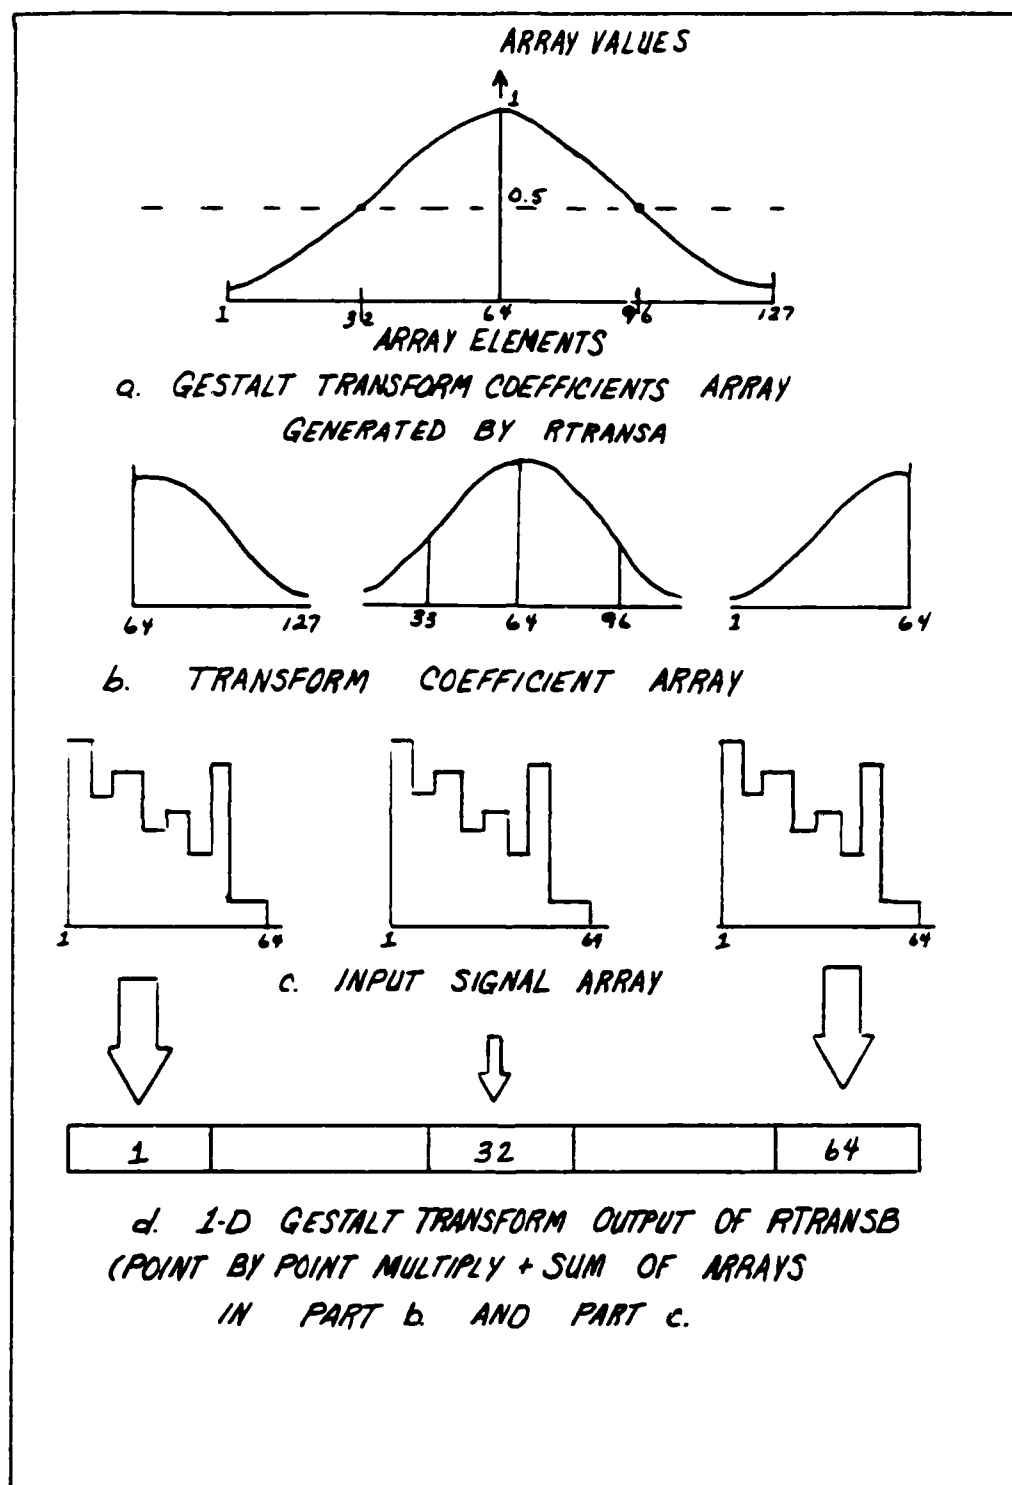 ARRAY VALUES
1
0.5
1 32 64 96 127
ARRAY ELEMENTS
a. GESTALT TRANSFORM COEFFICIENTS ARRAY
GENERATED BY RTRANSA
64 127 33 64 96 1 64
b. TRANSFORM COEFFICIENT ARRAY
1 64 1 64 1 64
c. INPUT SIGNAL ARRAY
1 32 64
d. 1-D GESTALT TRANSFORM OUTPUT OF RTRANSB
(POINT BY POINT MULTIPLY + SUM OF ARRAYS
IN PART b. AND PART c.